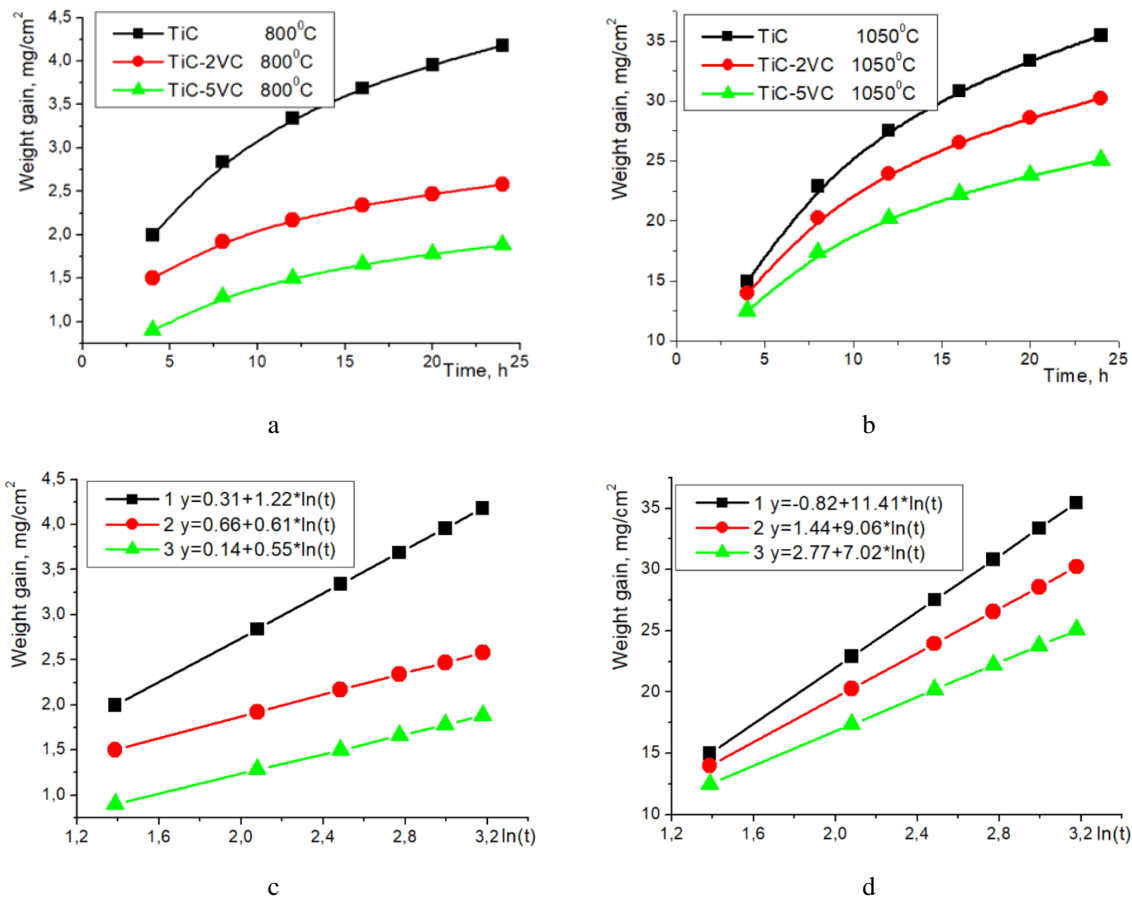 4,5
4,0
3,5
3,0
2,5
2,0
1,5
1,0
Weight gain, mg/cm²
TiC 800⁰C
TiC-2VC 800⁰C
TiC-5VC 800⁰C
0 5 10 15 20 25
Time, h
a
35
30
25
20
15
10
Weight gain, mg/cm²
TiC 1050⁰C
TiC-2VC 1050⁰C
TiC-5VC 1050⁰C
0 5 10 15 20 25
Time, h
b
4,5
4,0
3,5
3,0
2,5
2,0
1,5
1,0
Weight gain, mg/cm²
1 y=0.31+1.22*ln(t)
2 y=0.66+0.61*ln(t)
3 y=0.14+0.55*ln(t)
1,2 1,6 2,0 2,4 2,8 3,2 ln(t)
c
35
30
25
20
15
10
Weight gain, mg/cm²
1 y=-0.82+11.41*ln(t)
2 y=1.44+9.06*ln(t)
3 y=2.77+7.02*ln(t)
1,2 1,6 2,0 2,4 2,8 3,2 ln(t)
d